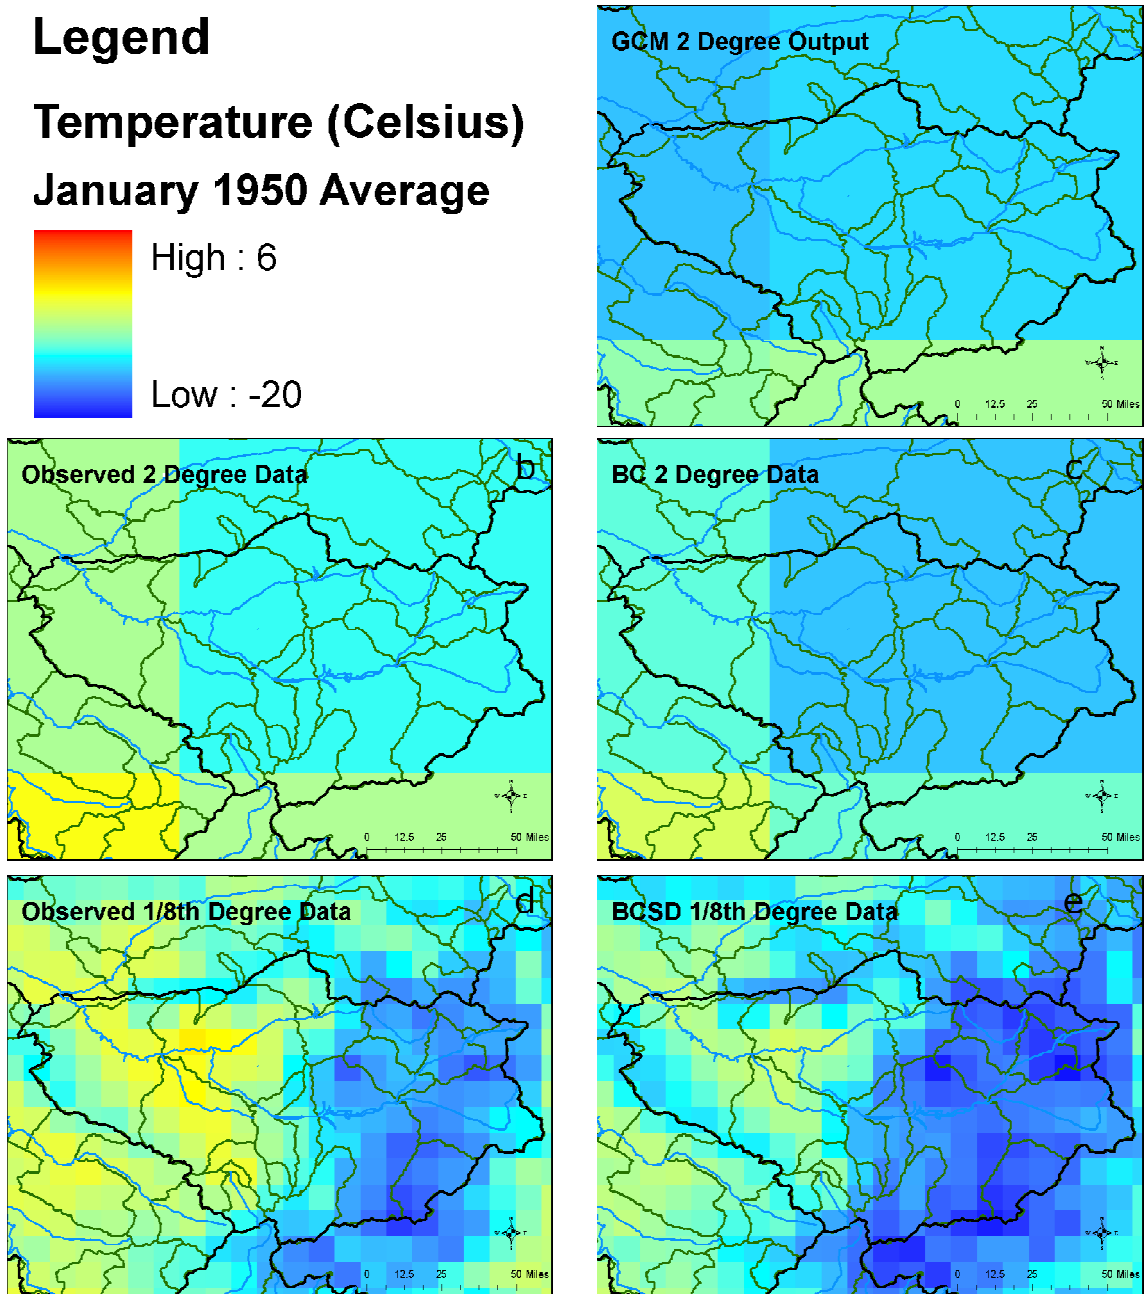 Legend
Temperature (Celsius)
January 1950 Average
High : 6
Low : -20
GCM 2 Degree Output
0 12.5 25 50 Miles
Observed 2 Degree Data b
0 12.5 25 50 Miles
BC 2 Degree Data c
0 12.5 25 50 Miles
Observed 1/8th Degree Data d
0 12.5 25 50 Miles
BCSD 1/8th Degree Data e
0 12.5 25 50 Miles